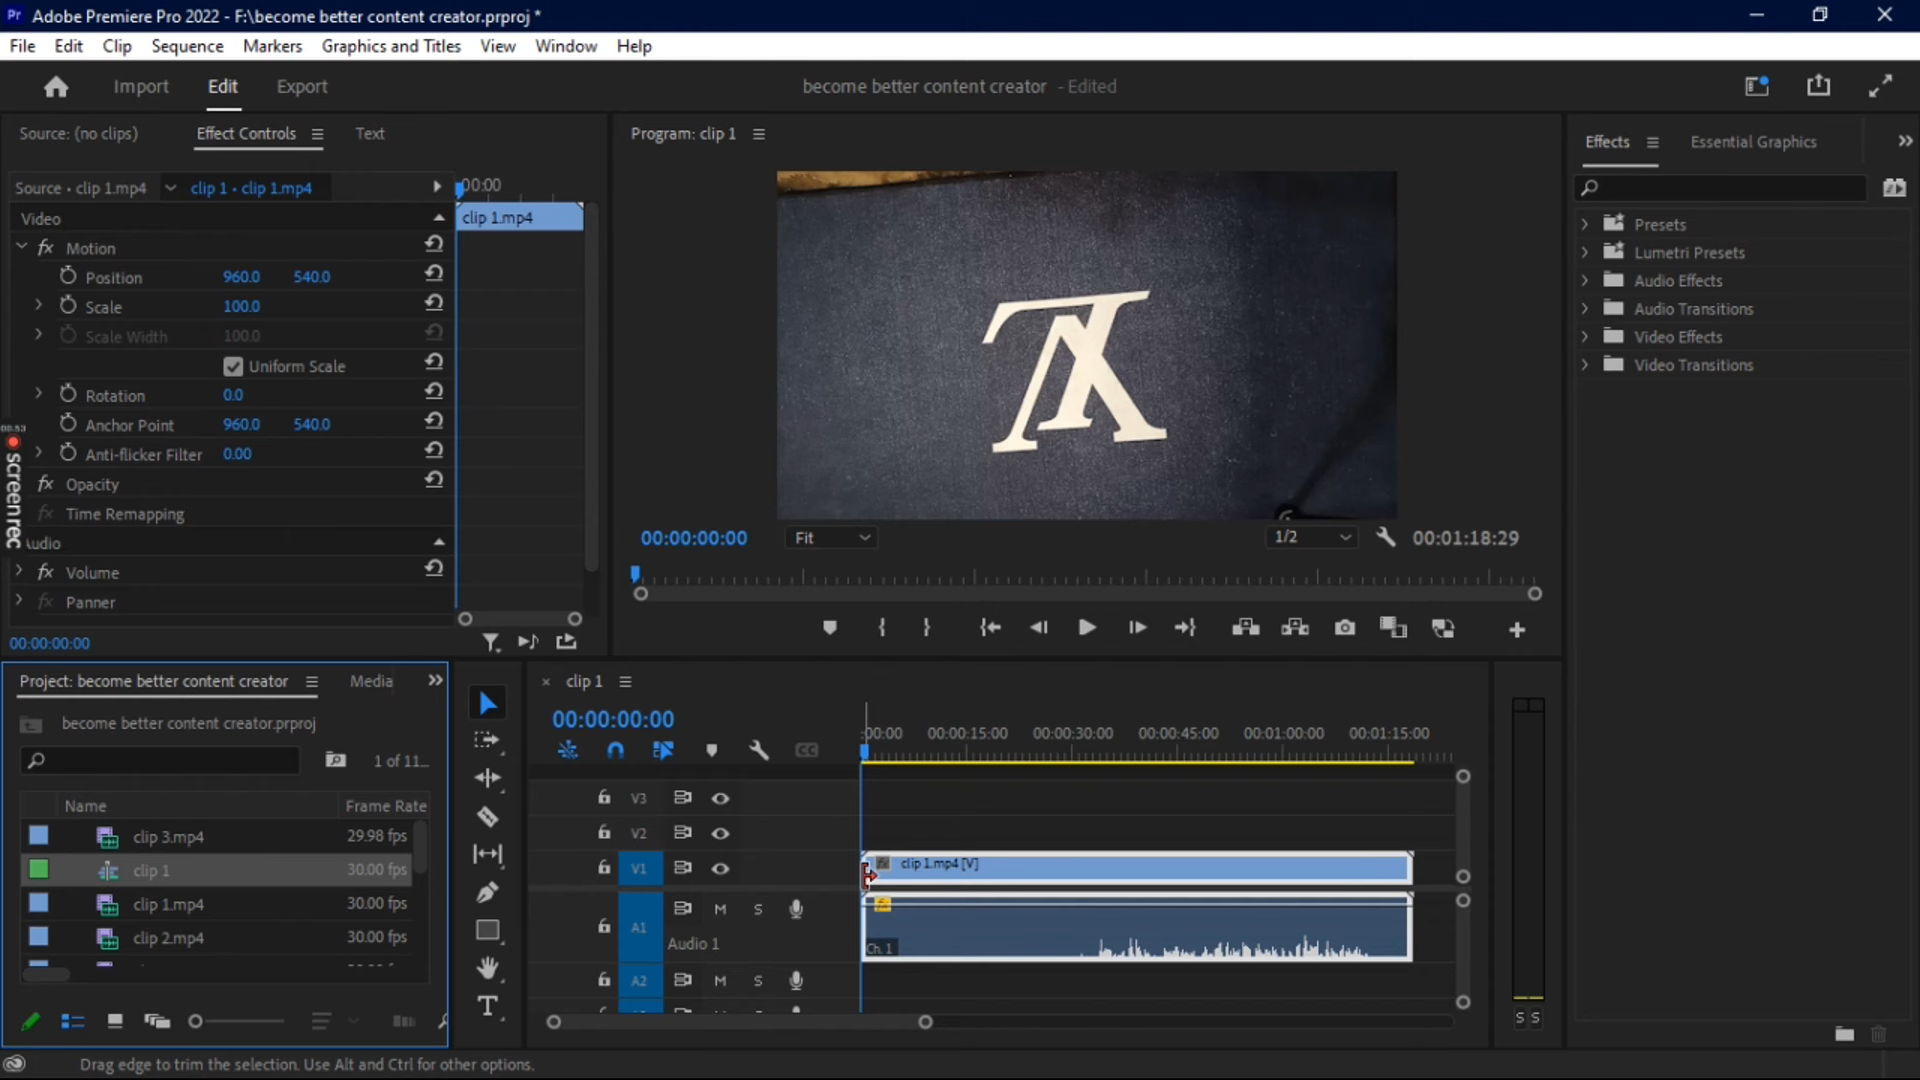 Pr Adobe Premiere Pro 2022 - F:\become better content creator.prproj *
File Edit Clip Sequence Markers Graphics and Titles View Window Help
Import Edit Export become better content creator - Edited
Source: (no clips) Effect Controls Text
Program: clip 1
Effects Essential Graphics
Source • clip 1.mp4 clip 1 • clip 1.mp4
:00:00
Video
clip 1.mp4
Motion
Position 960.0 540.0
Scale 100.0
Scale Width 100.0
Uniform Scale
Rotation 0.0
Anchor Point 960.0 540.0
Anti-flicker Filter 0.00
fx Opacity
fx Time Remapping
Audio
fx Volume
fx Panner
00:00:00:00
screenrec
00:00:00:00 Fit 1/2 00:01:18:29
Presets
Lumetri Presets
Audio Effects
Audio Transitions
Video Effects
Video Transitions
Project: become better content creator Media
become better content creator.prproj
1 of 11...
Name Frame Rate
clip 3.mp4 29.98 fps
clip 1 30.00 fps
clip 1.mp4 30.00 fps
clip 2.mp4 30.00 fps
clip 1
00:00:00:00
:00:00 00:00:15:00 00:00:30:00 00:00:45:00 00:01:00:00 00:01:15:00
CC
V3
V2
V1 fx clip 1.mp4 [V]
A1 M S fx
Audio 1
Ch. 1
A2 M S
S S
T
Drag edge to trim the selection. Use Alt and Ctrl for other options.